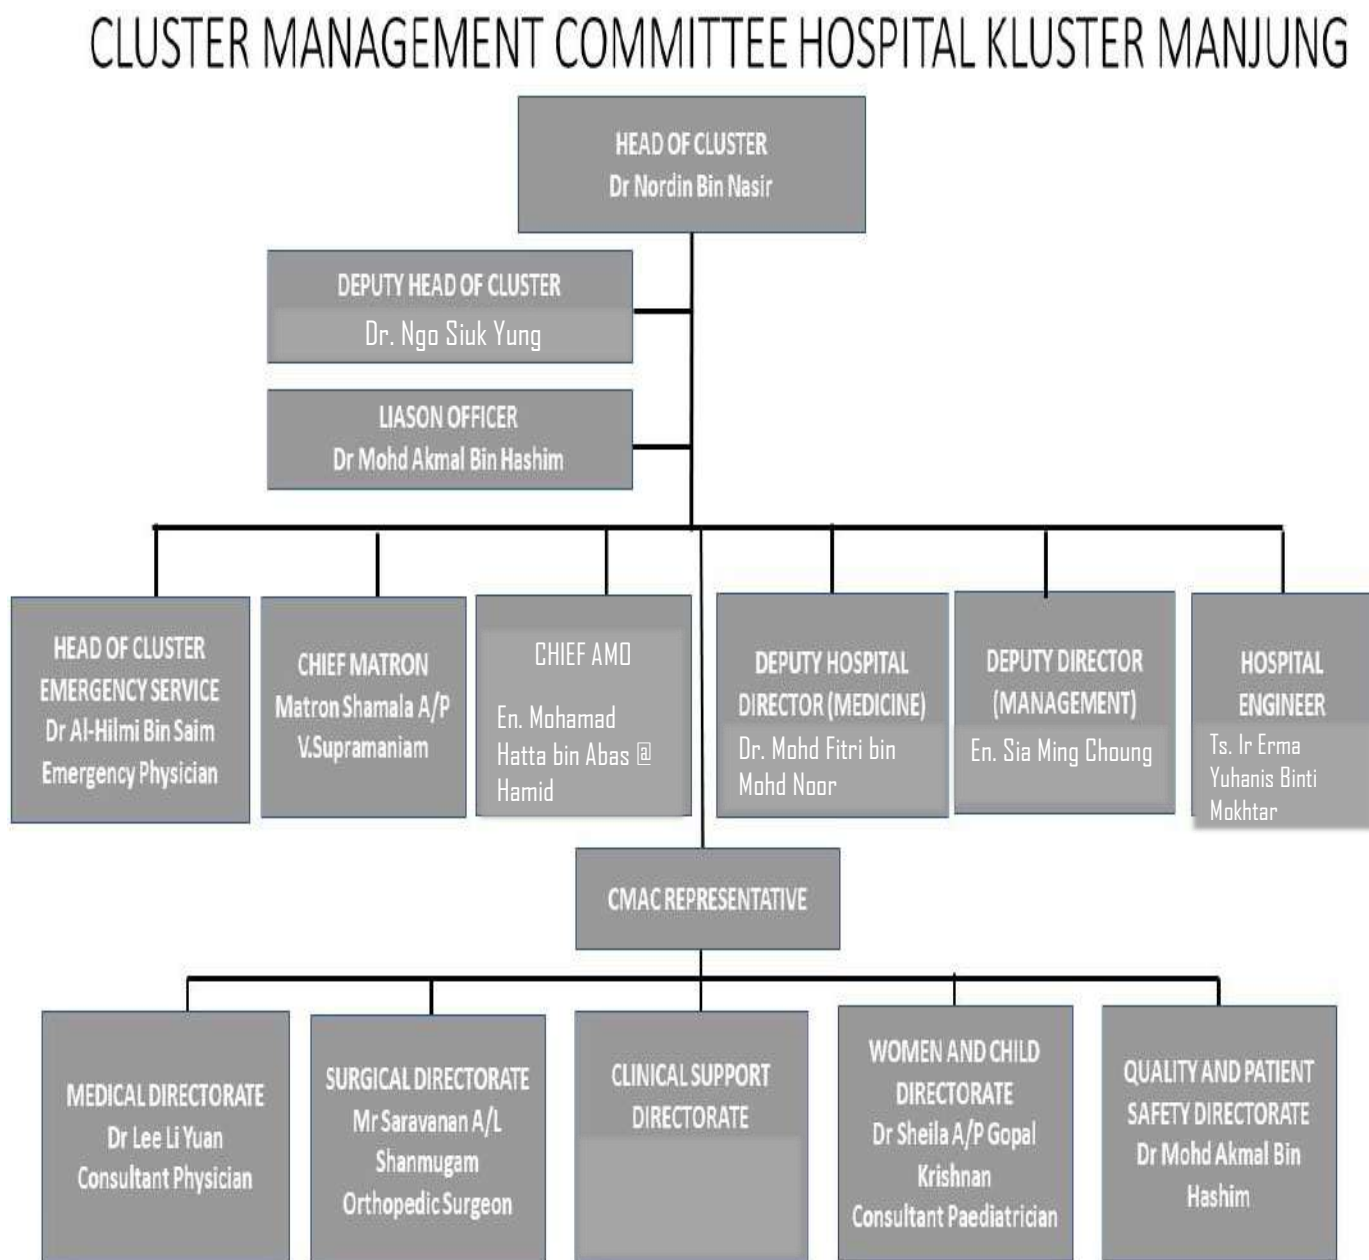 CLUSTER MANAGEMENT COMMITTEE HOSPITAL KLUSTER MANJUNG
HEAD OF CLUSTER
Dr Nordin Bin Nasir
DEPUTY HEAD OF CLUSTER
Dr. Ngo Siuk Yung
LIASON OFFICER
Dr Mohd Akmal Bin Hashim
HEAD OF CLUSTER
EMERGENCY SERVICE
Dr Al-Hilmi Bin Saim
Emergency Physician
CHIEF MATRON
Matron Shamala A/P
V.Supramaniam
CHIEF AMO
En. Mohamad
Hatta bin Abas @
Hamid
DEPUTY HOSPITAL
DIRECTOR (MEDICINE)
Dr. Mohd Fitri bin
Mohd Noor
DEPUTY DIRECTOR
(MANAGEMENT)
En. Sia Ming Choung
HOSPITAL
ENGINEER
Ts. Ir Erma
Yuhanis Binti
Mokhtar
CMAC REPRESENTATIVE
MEDICAL DIRECTORATE
Dr Lee Li Yuan
Consultant Physician
SURGICAL DIRECTORATE
Mr Saravanan A/L
Shanmugam
Orthopedic Surgeon
CLINICAL SUPPORT
DIRECTORATE
WOMEN AND CHILD
DIRECTORATE
Dr Sheila A/P Gopal
Krishnan
Consultant Paediatrician
QUALITY AND PATIENT
SAFETY DIRECTORATE
Dr Mohd Akmal Bin
Hashim